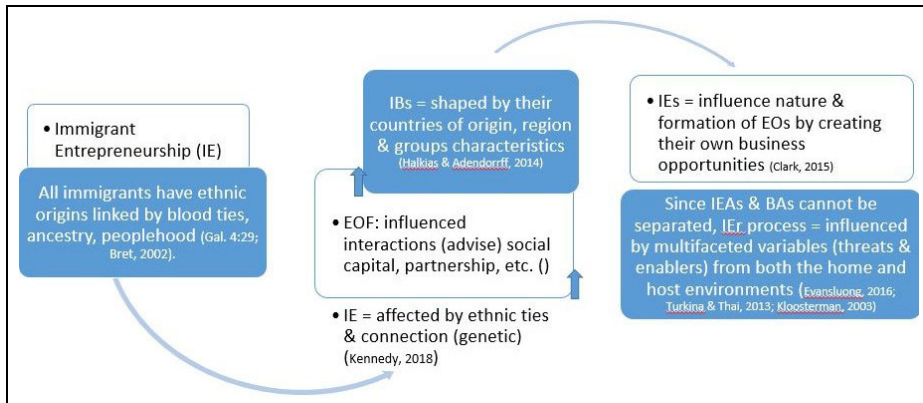 • Immigrant
Entrepreneurship (IE)
All immigrants have ethnic
origins linked by blood ties,
ancestry, peoplehood (Gal. 4:29;
Bret, 2002).
IBs = shaped by their
countries of origin, region
& groups characteristics
(Halkias & Adendorrff, 2014)
• EOF: influenced
interactions (advise) social
capital, partnership, etc. ()
• IE = affected by ethnic ties
& connection (genetic)
(Kennedy, 2018)
• IEs = influence nature &
formation of EOs by creating
their own business
opportunities (Clark, 2015)
Since IEAs & BAs cannot be
separated, IEr process = influenced
by multifaceted variables (threats &
enablers) from both the home and
host environments (Evansluong, 2016;
Turkina & Thai, 2013; Kloosterman, 2003)